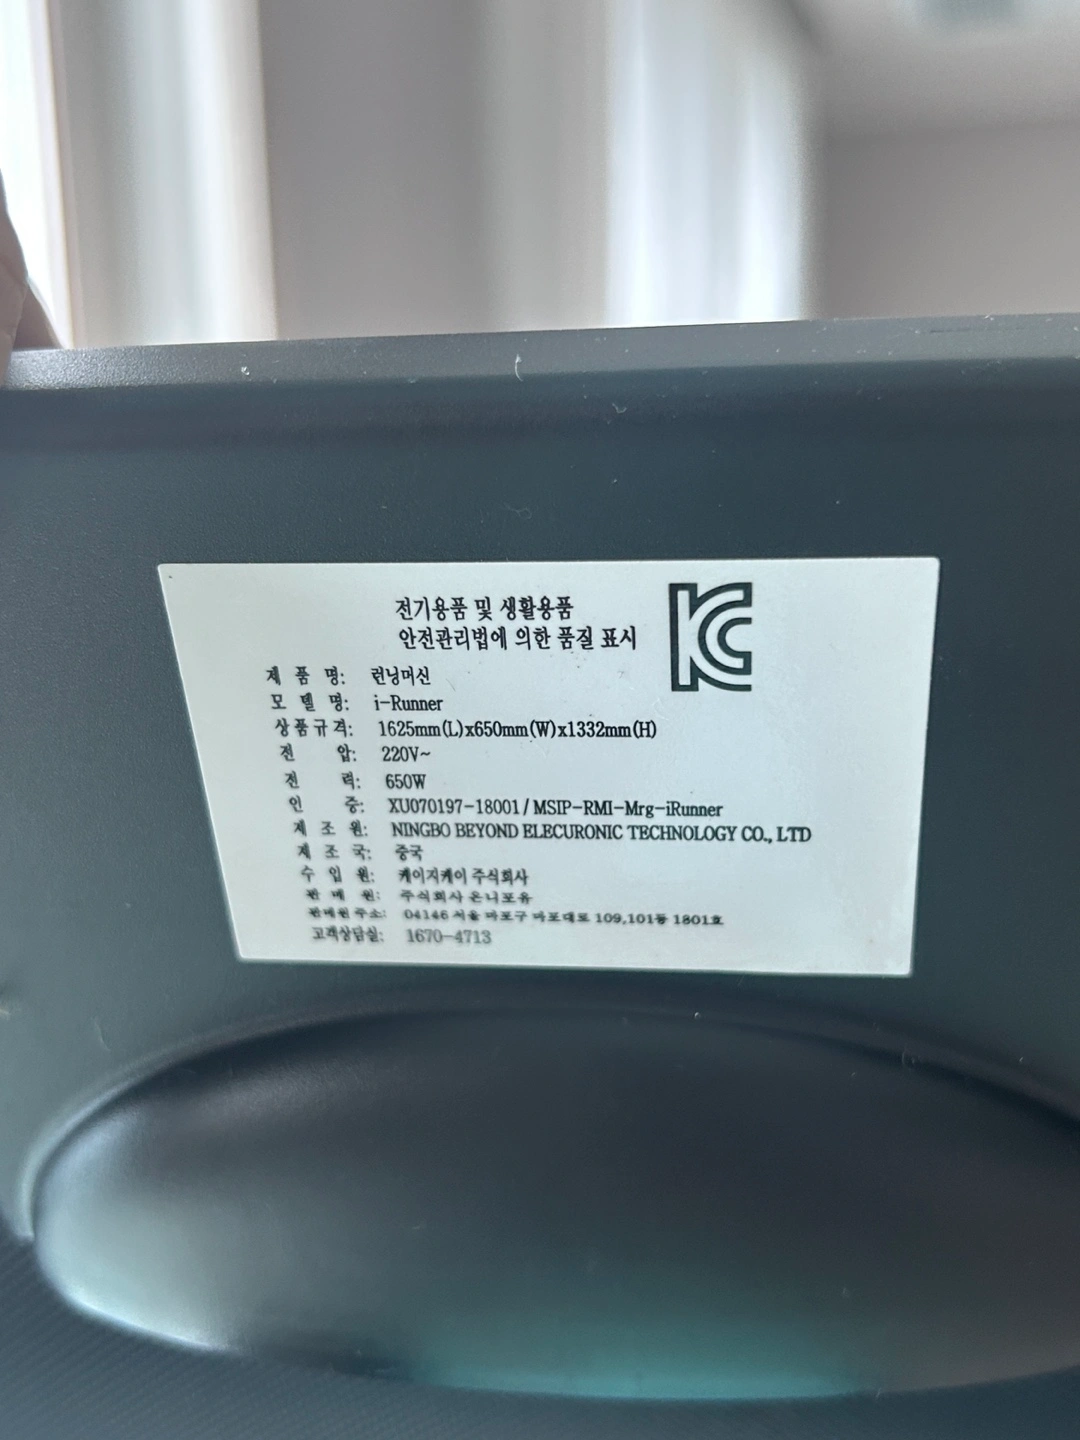 전기용품 및 생활용품
안전관리법에 의한 품질 표시
KC
제 품 명: 런닝머신
모 델 명: i-Runner
상품규격: 1625mm(L)x650mm(W)x1332mm(H)
전 압: 220V~
전 력: 650W
인 증: XU070197-18001 / MSIP-RMI-Mrg-iRunner
제 조 원: NINGBO BEYOND ELECURONIC TECHNOLOGY CO., LTD
제 조 국: 중국
수 입 원: 케이지케이 주식회사
판 매 원: 주식회사 온니포유
판매원 주소: 04146 서울 마포구 마포대로 109,101동 1801호
고객상담실: 1670-4713